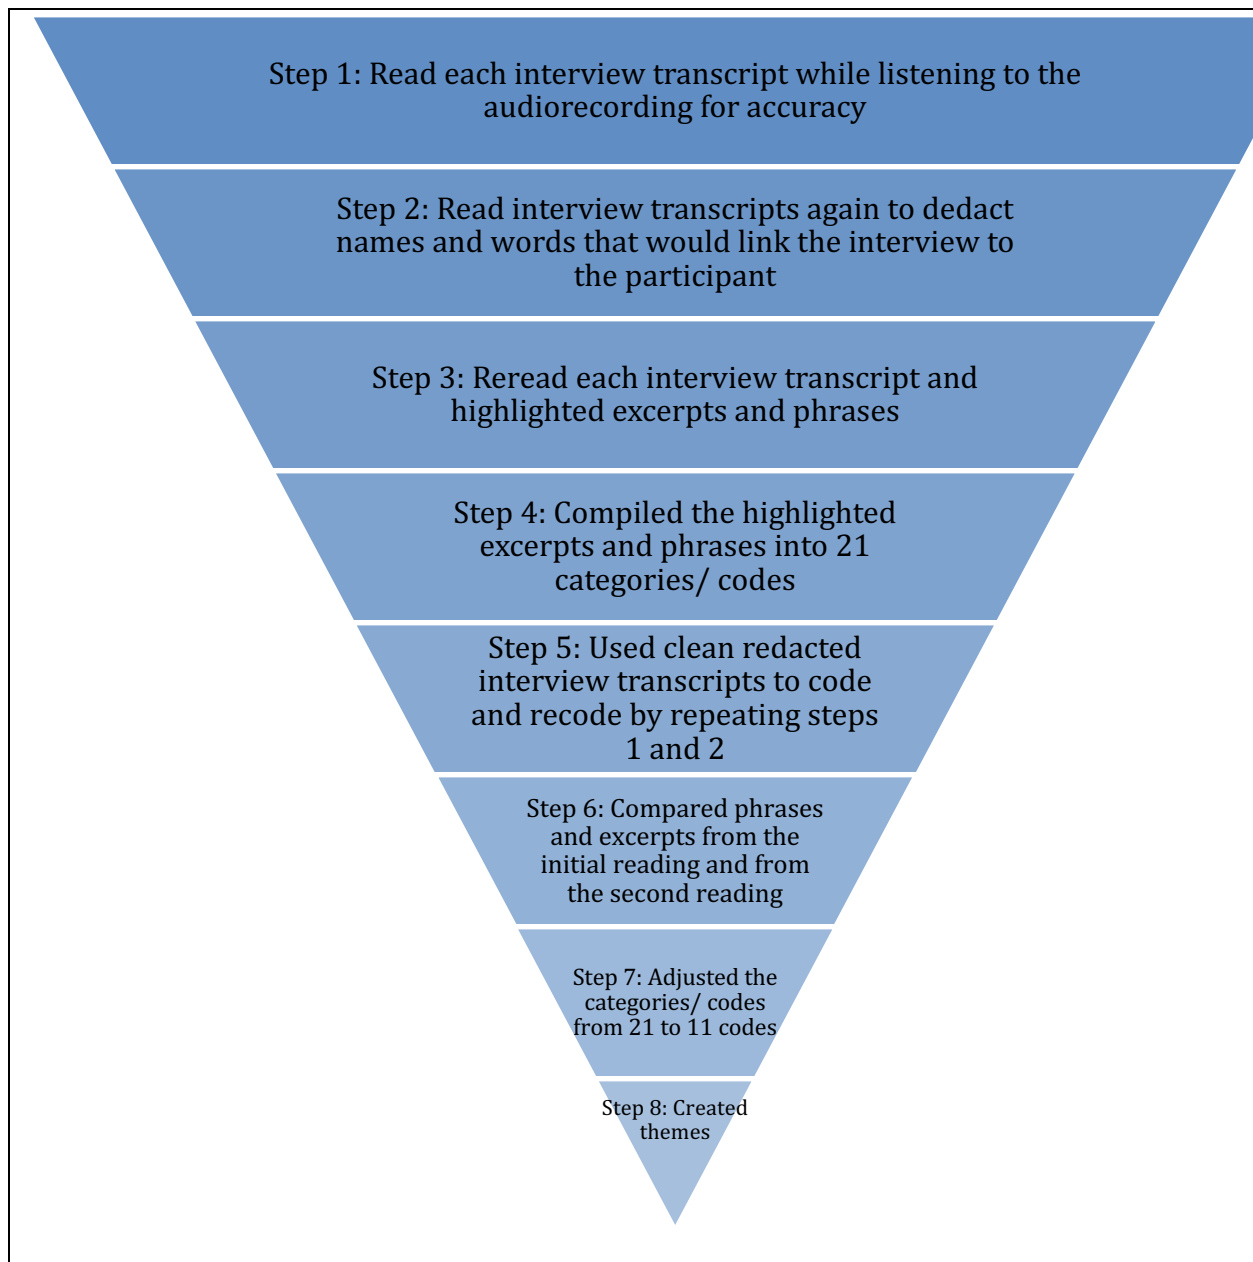 Step 1: Read each interview transcript while listening to the
audiorecording for accuracy
Step 2: Read interview transcripts again to dedact
names and words that would link the interview to
the participant
Step 3: Reread each interview transcript and
highlighted excerpts and phrases
Step 4: Compiled the highlighted
excerpts and phrases into 21
categories/ codes
Step 5: Used clean redacted
interview transcripts to code
and recode by repeating steps
1 and 2
Step 6: Compared phrases
and excerpts from the
initial reading and from
the second reading
Step 7: Adjusted the
categories/ codes
from 21 to 11 codes
Step 8: Created
themes